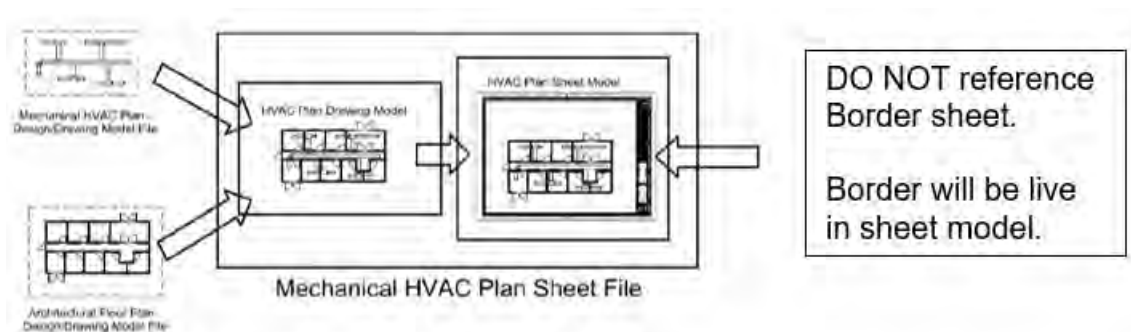 Mechanical HVAC Plan -
Design/Drawing Model File
HVAC Plan Drawing Model
HVAC Plan Sheet Model
DO NOT reference
Border sheet.
Border will be live
in sheet model.
Mechanical HVAC Plan Sheet File
Architectural Floor Plan -
Design/Drawing Model File